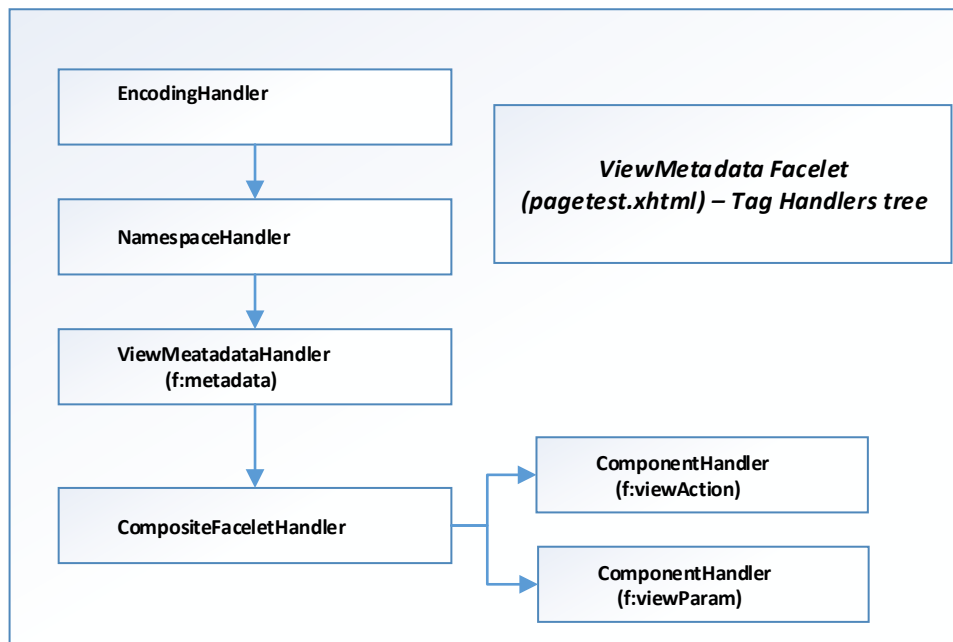 EncodingHandler
ViewMetadata Facelet
(pagetest.xhtml) – Tag Handlers tree
NamespaceHandler
ViewMeatadataHandler
(f:metadata)
CompositeFaceletHandler
ComponentHandler
(f:viewAction)
ComponentHandler
(f:viewParam)